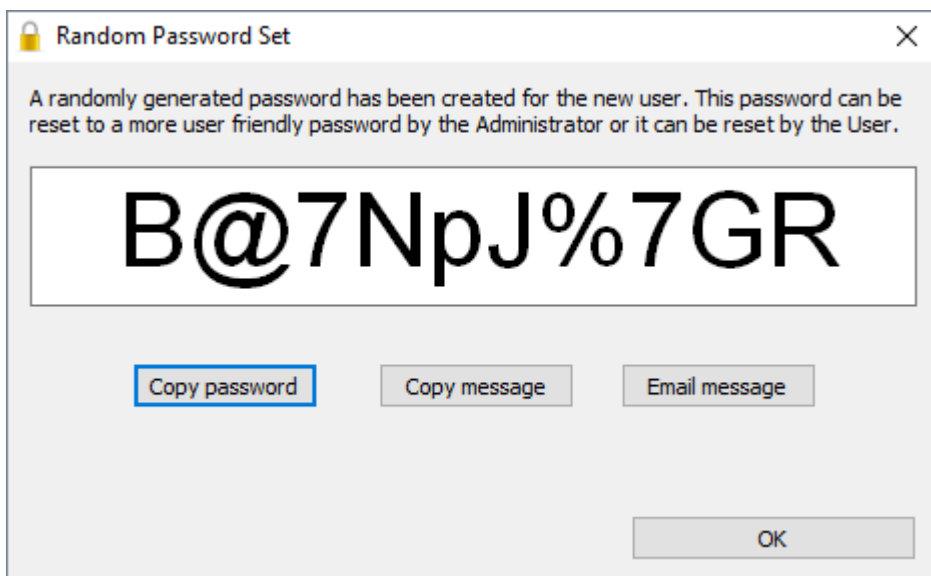 Random Password Set
A randomly generated password has been created for the new user. This password can be
reset to a more user friendly password by the Administrator or it can be reset by the User.
B@7NpJ%7GR
Copy password
Copy message
Email message
OK